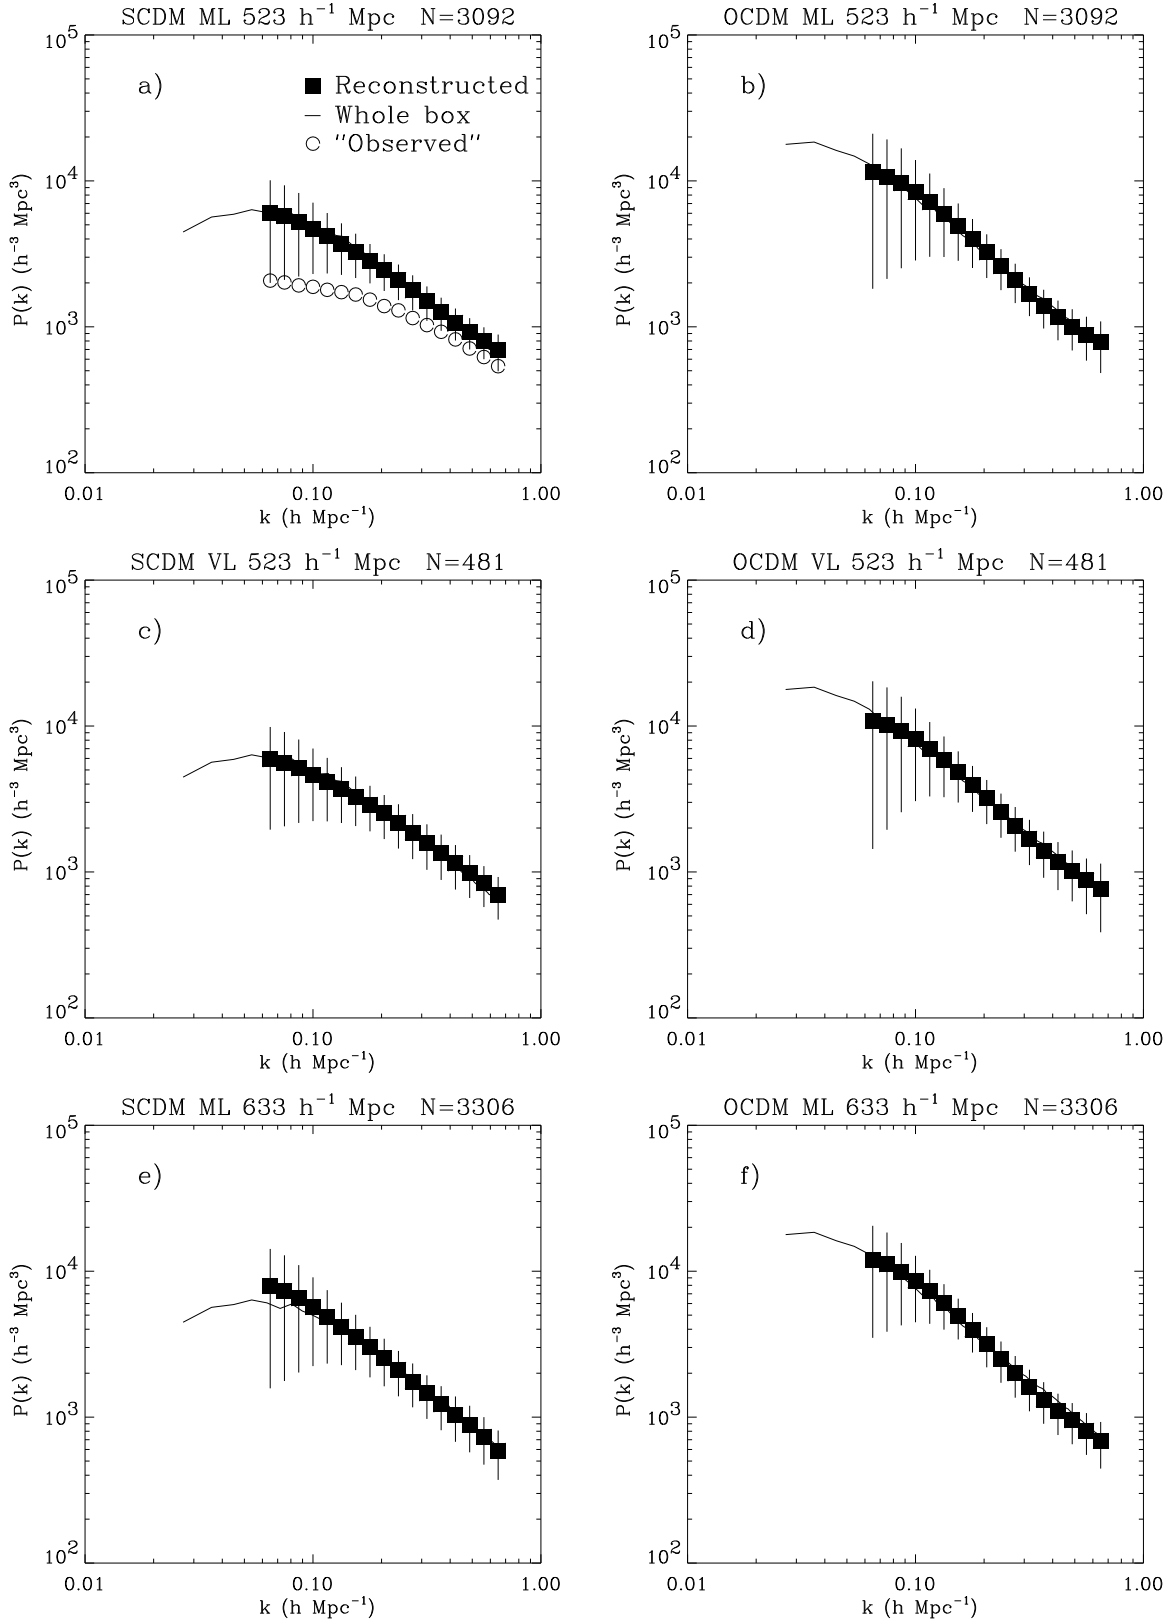 SCDM ML 523 h⁻¹ Mpc N=3092
10⁵
a)
Reconstructed
Whole box
"Observed"
10⁴
P(k) (h⁻³ Mpc³)
10³
10²
0.01 0.10 1.00
k (h Mpc⁻¹)
OCDM ML 523 h⁻¹ Mpc N=3092
10⁵
b)
10⁴
P(k) (h⁻³ Mpc³)
10³
10²
0.01 0.10 1.00
k (h Mpc⁻¹)
SCDM VL 523 h⁻¹ Mpc N=481
10⁵
c)
10⁴
P(k) (h⁻³ Mpc³)
10³
10²
0.01 0.10 1.00
k (h Mpc⁻¹)
OCDM VL 523 h⁻¹ Mpc N=481
10⁵
d)
10⁴
P(k) (h⁻³ Mpc³)
10³
10²
0.01 0.10 1.00
k (h Mpc⁻¹)
SCDM ML 633 h⁻¹ Mpc N=3306
10⁵
e)
10⁴
P(k) (h⁻³ Mpc³)
10³
10²
0.01 0.10 1.00
k (h Mpc⁻¹)
OCDM ML 633 h⁻¹ Mpc N=3306
10⁵
f)
10⁴
P(k) (h⁻³ Mpc³)
10³
10²
0.01 0.10 1.00
k (h Mpc⁻¹)